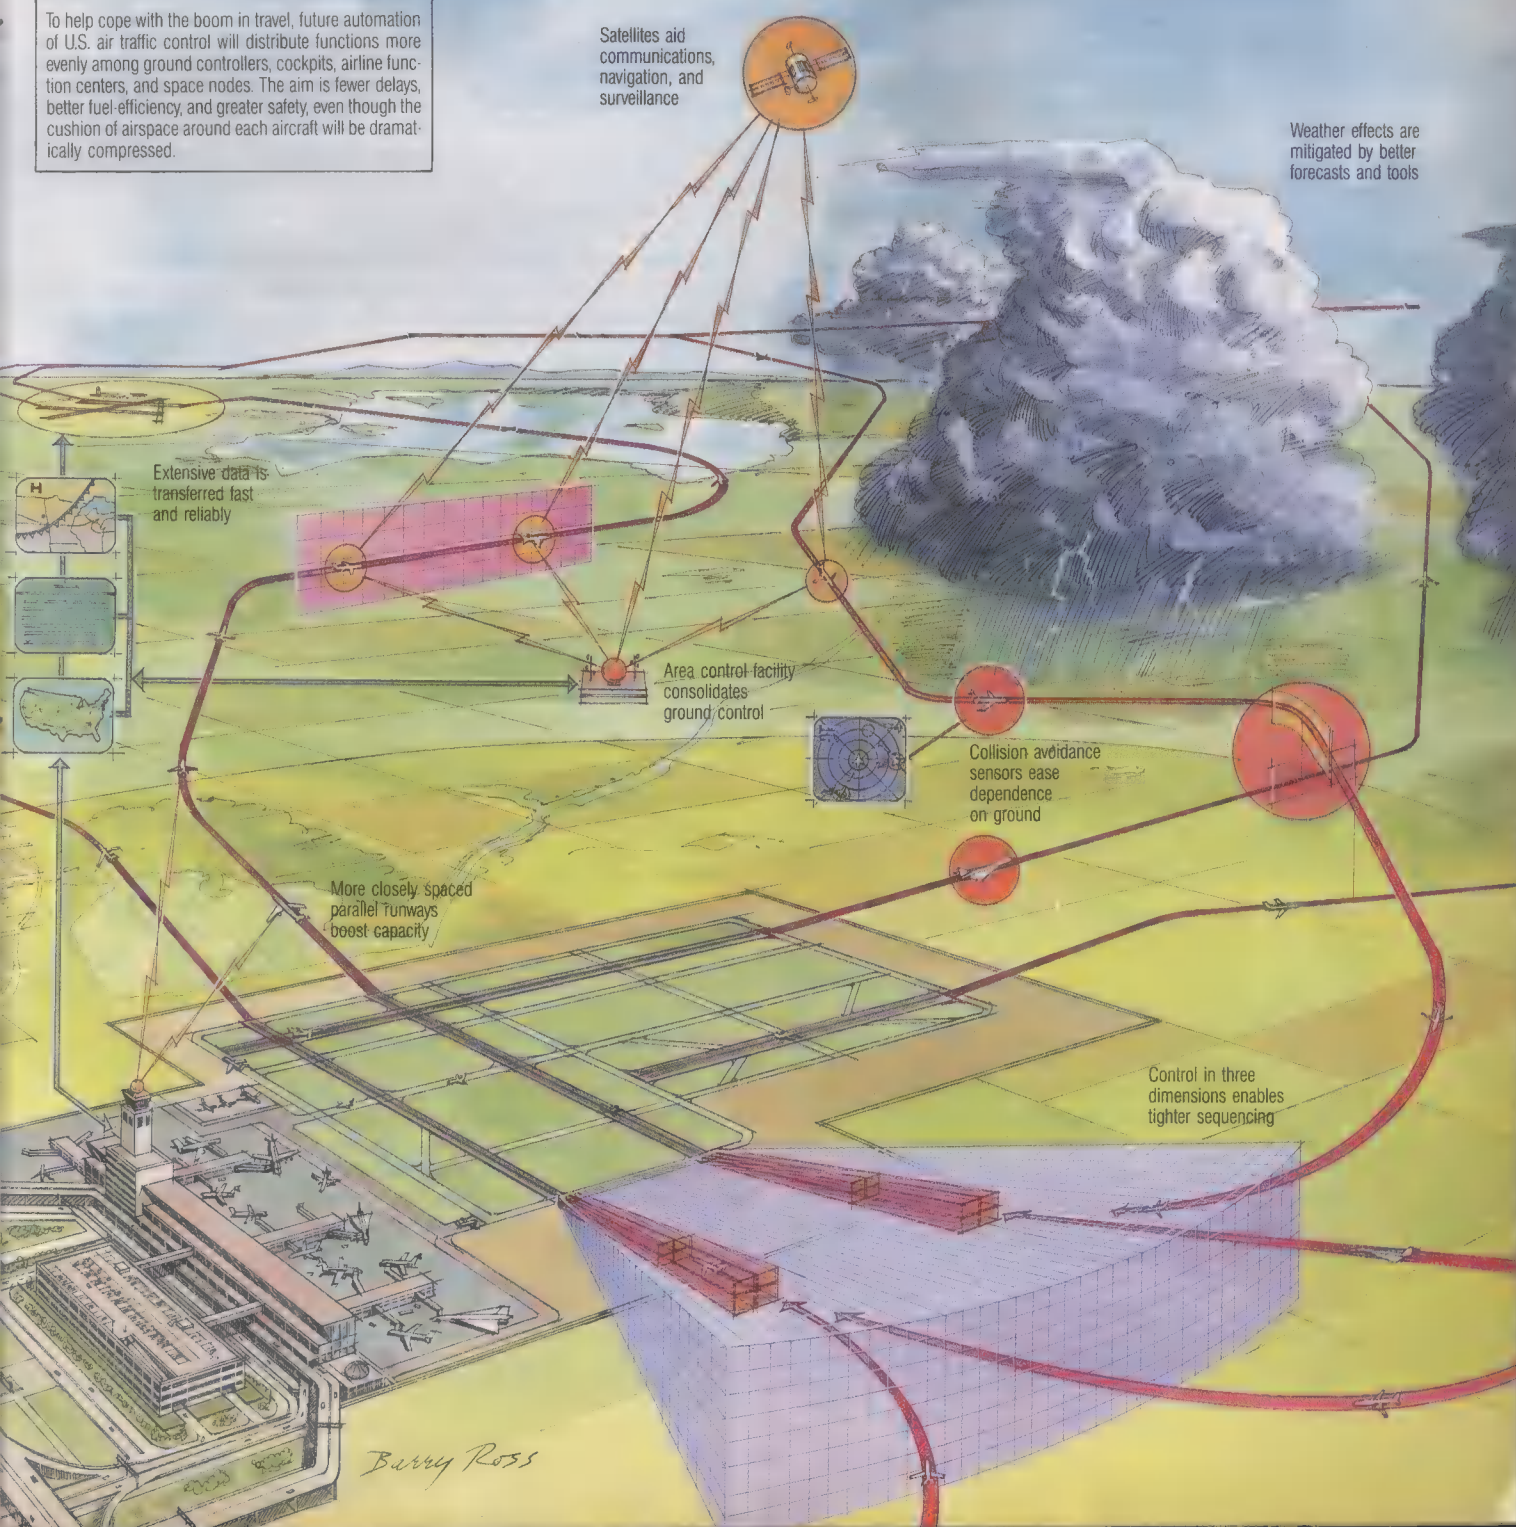 To help cope with the boom in travel, future automation
of U.S. air traffic control will distribute functions more
evenly among ground controllers, cockpits, airline func-
tion centers, and space nodes. The aim is fewer delays,
better fuel-efficiency, and greater safety, even though the
cushion of airspace around each aircraft will be dramat-
ically compressed.
Satellites aid
communications,
navigation, and
surveillance
Weather effects are
mitigated by better
forecasts and tools
H
Extensive data is
transferred fast
and reliably
Area control facility
consolidates
ground control
Collision avoidance
sensors ease
dependence
on ground
More closely spaced
parallel runways
boost capacity
Control in three
dimensions enables
tighter sequencing
Barry Ross